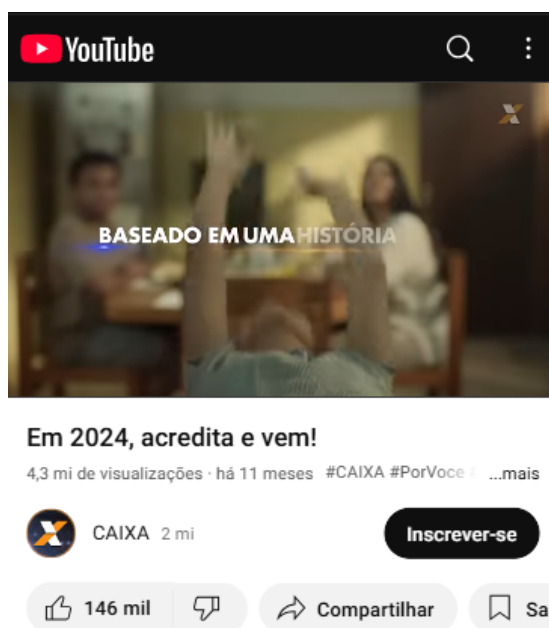 YouTube
BASEADO EM UMA HISTÓRIA
Em 2024, acredita e vem!
4,3 mi de visualizações · há 11 meses #CAIXA #PorVoce # ...mais
CAIXA 2 mi
Inscrever-se
146 mil
Compartilhar
Sa